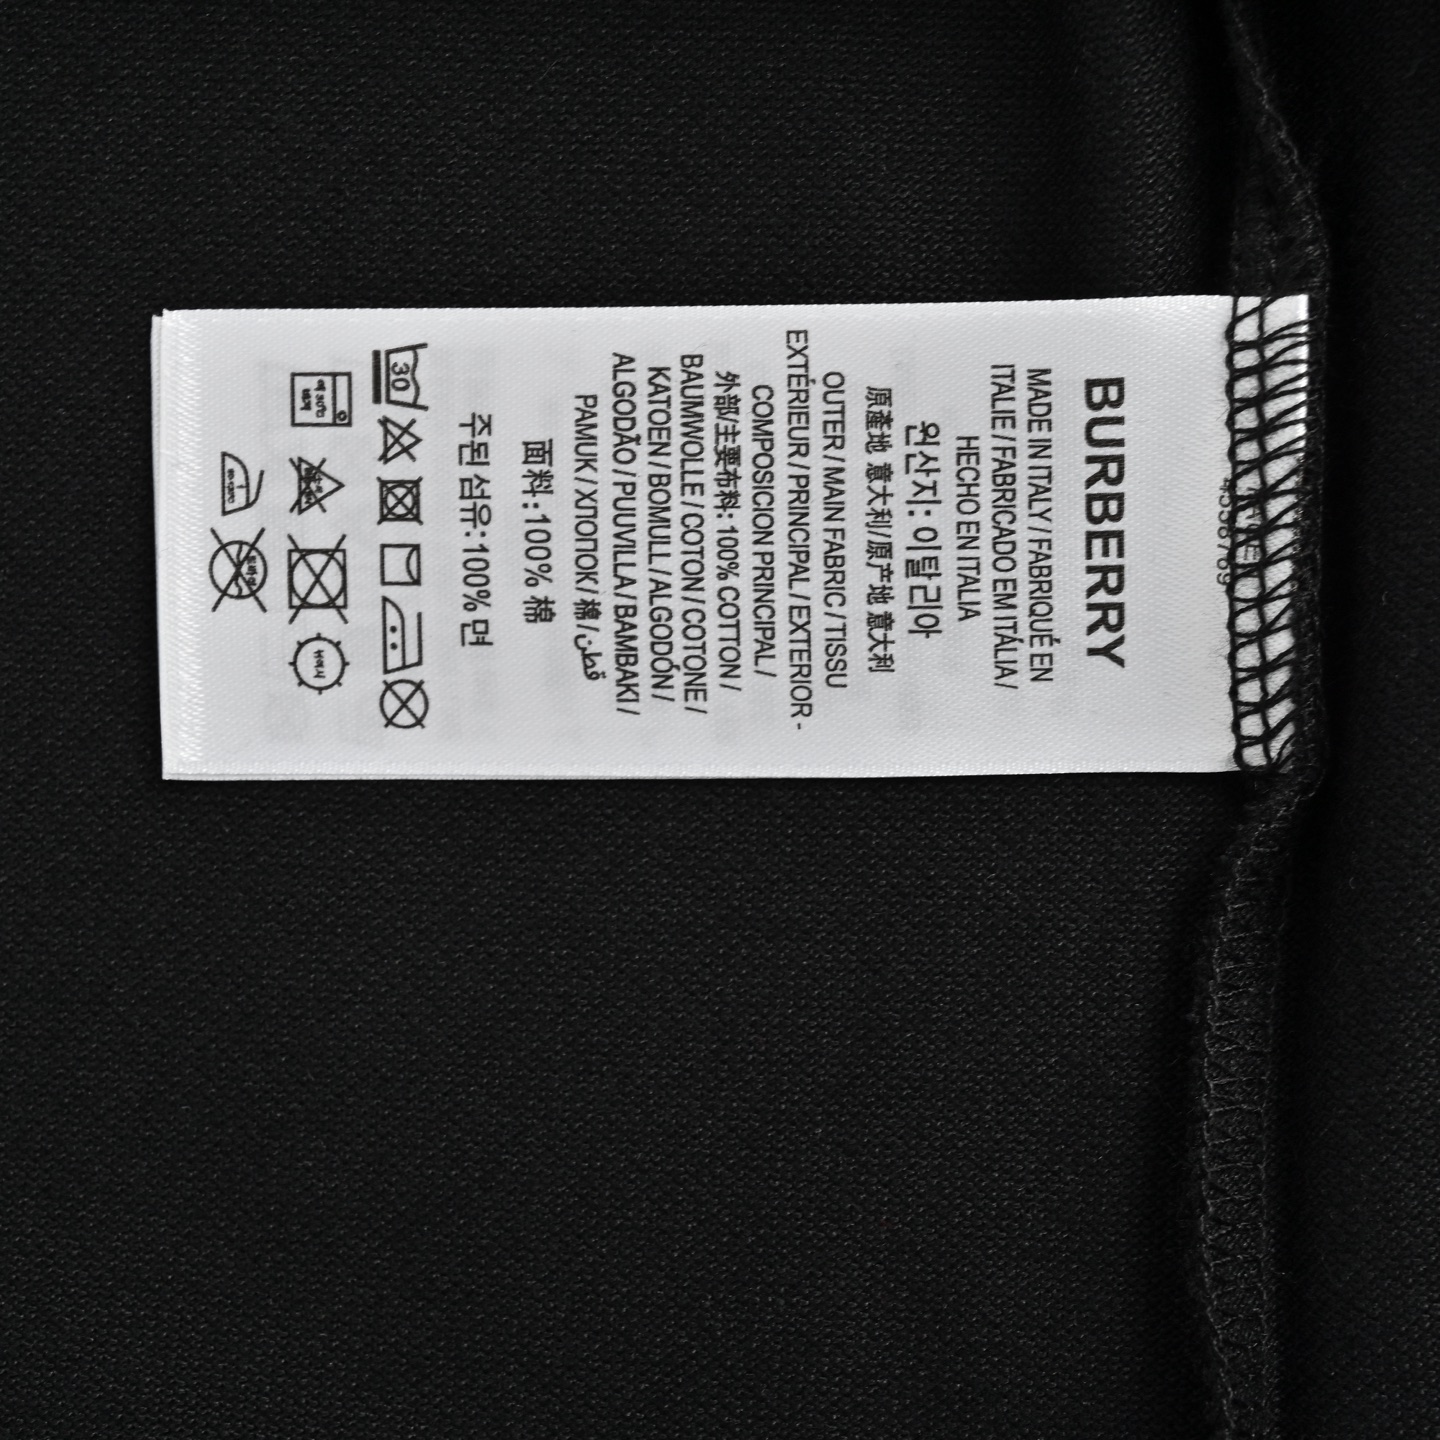 BURBERRY
MADE IN ITALY / FABRIQUÉ EN
ITALIE / FABRICADO EM ITÁLIA /
HECHO EN ITALIA
원산지: 이탈리아
原產地 意大利/原产地 意大利
OUTER / MAIN FABRIC / TISSU
EXTÉRIEUR / PRINCIPAL / EXTERIOR -
COMPOSICION PRINCIPAL /
外部/主要布料: 100% COTTON /
BAUMWOLLE / COTON / COTONE /
KATOEN / BOMULL / ALGODÓN /
ALGODÃO / PUUVILLA / BAMBAKI /
PAMUK / ХЛОПОК / 棉 / قطن
面料:100% 棉
주된 섬유:100% 면
30